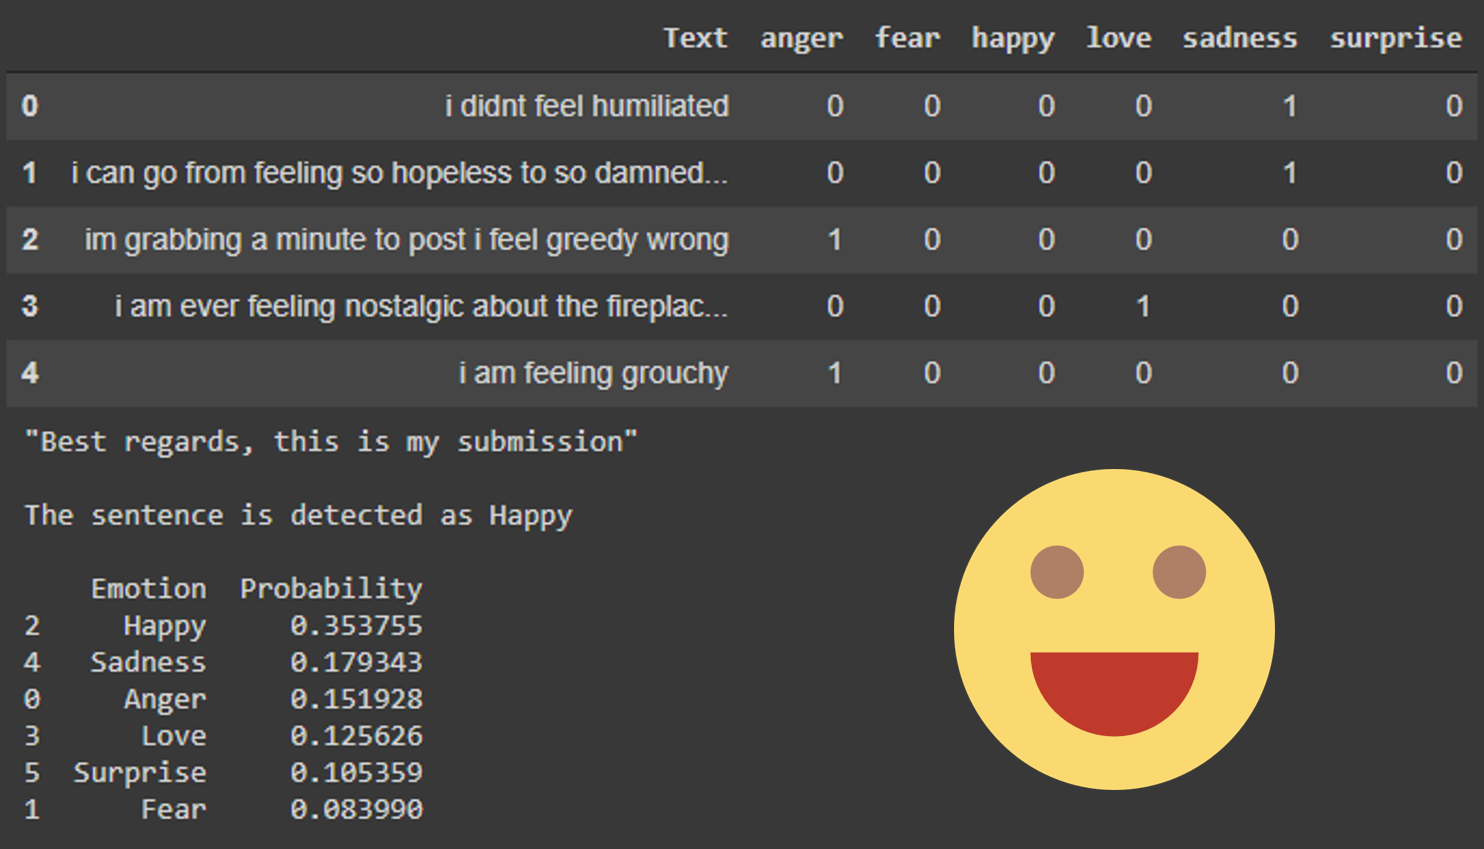 Text anger fear happy love sadness surprise
0 i didnt feel humiliated 0 0 0 0 1 0
1 i can go from feeling so hopeless to so damned... 0 0 0 0 1 0
2 im grabbing a minute to post i feel greedy wrong 1 0 0 0 0 0
3 i am ever feeling nostalgic about the fireplac... 0 0 0 1 0 0
4 i am feeling grouchy 1 0 0 0 0 0
"Best regards, this is my submission"
The sentence is detected as Happy
Emotion Probability
2 Happy 0.353755
4 Sadness 0.179343
0 Anger 0.151928
3 Love 0.125626
5 Surprise 0.105359
1 Fear 0.083990